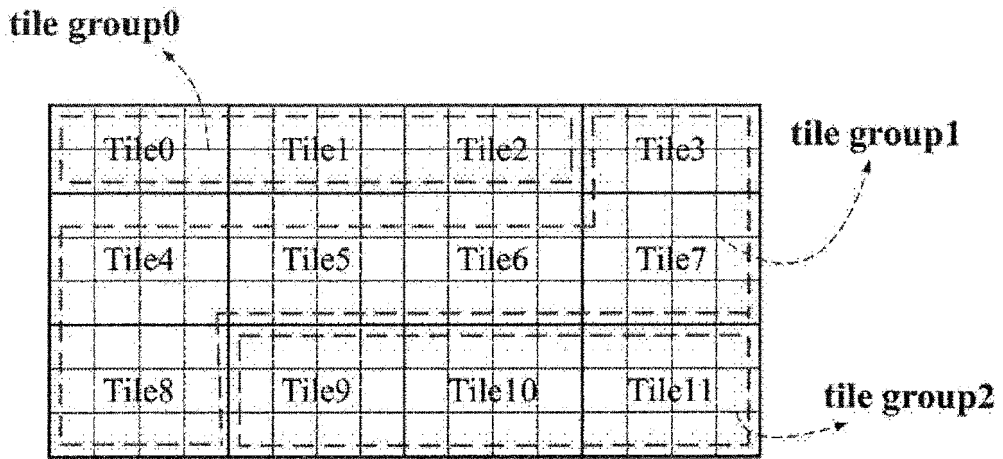 tile group0
Tile0 Tile1 Tile2 Tile3
tile group1
Tile4 Tile5 Tile6 Tile7
Tile8 Tile9 Tile10 Tile11
tile group2